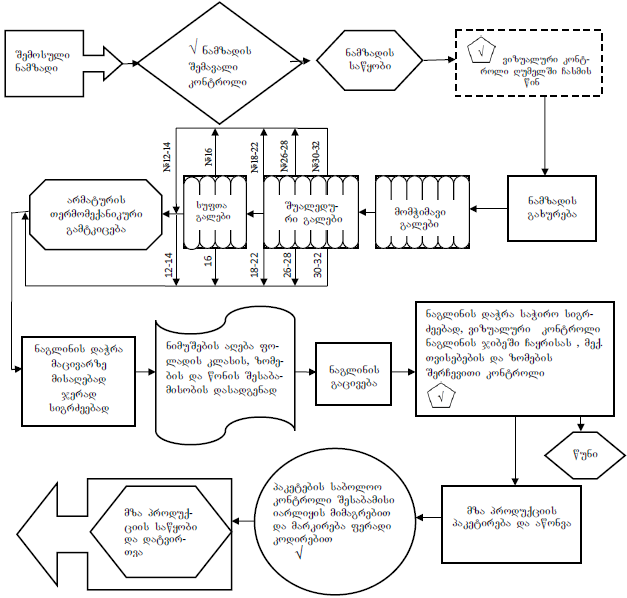 შემოსული
ნამზადი
√ ნამზადის
შემავალი
კონტროლი
ნამზადის
საწყობი
√
ვიზუალური კონტ-
როლი ღუმელში ჩასმის
წინ
№12-14
№16
№18-22
№26-28
№30-32
არმატურის
თერმომექანიკური
გამტკიცება
სუფთა
გალები
შუალედუ-
რი გალები
მომჭიმავი
გალები
ნამზადის
გახურება
12-14
16
18-22
26-28
30-32
ნაგლინის დაჭრა
მაცივარზე
მისაღებად
ჯერად
სიგრძეებად
ნიმუშების აღება ფო-
ლადის კლასის, ზომე-
ბის და წონის შესაბა-
მისობის დასადგენად
ნაგლინის
გაცივება
ნაგლინის დაჭრა საჭირო სიგრ-
ძეებად, ვიზუალური კონტროლი
ნაგლინის ჯიბეში ჩაყრისას , მექ.
თვისებების და ზომების
შერჩევითი კონტროლი
√
წუნი
მზა პროდუქ-
ციის საწყობი
და დატვირ-
თვა
პაკეტების საბოლოო
კონტროლი შესაბამისი
იარლიყის მიმაგრებით
და მარკირება ფერადი
კოდირებით
√
მზა პროდუქციის
პაკეტირება და აწონვა